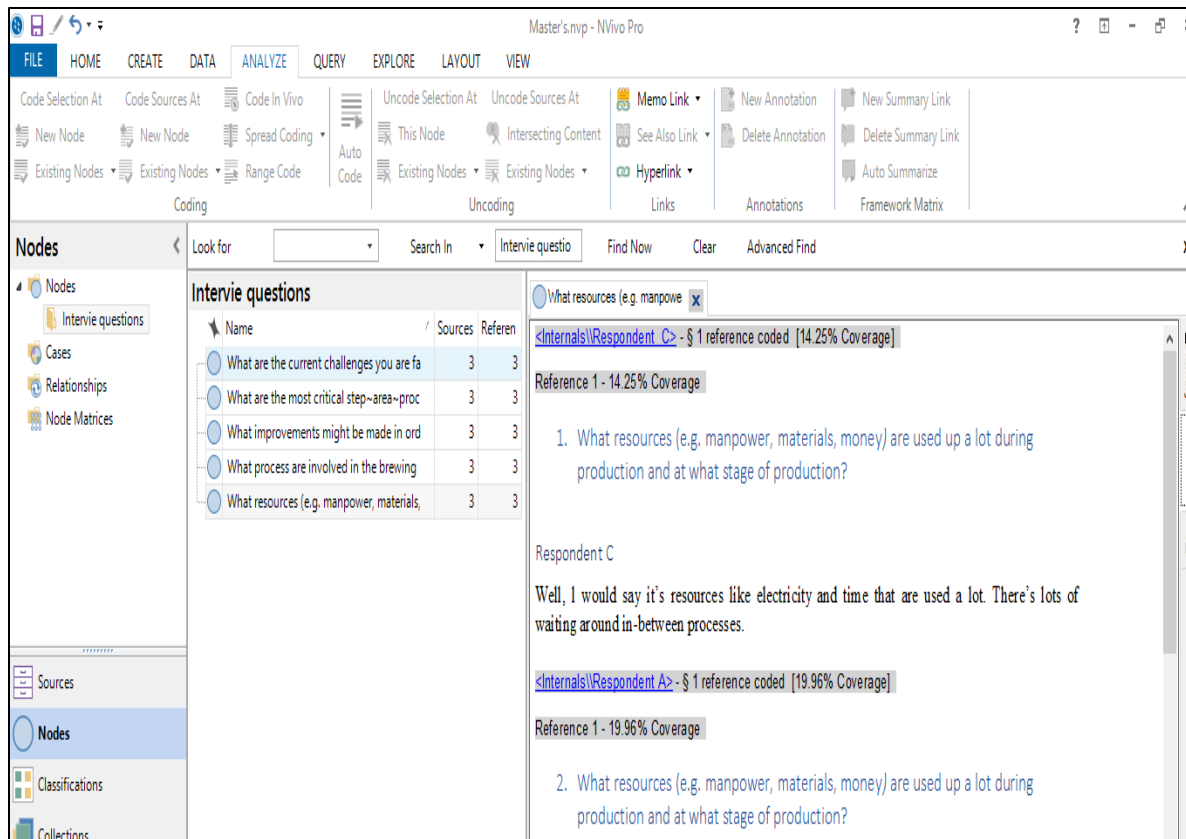 Master's.nvp - NVivo Pro
?
FILE HOME CREATE DATA ANALYZE QUERY EXPLORE LAYOUT VIEW
Code Selection At Code Sources At Code In Vivo Uncode Selection At Uncode Sources At Memo Link New Annotation New Summary Link
New Node New Node Spread Coding This Node Intersecting Content See Also Link Delete Annotation Delete Summary Link
Existing Nodes Existing Nodes Range Code Auto Code Existing Nodes Existing Nodes Hyperlink Auto Summarize
Coding Uncoding Links Annotations Framework Matrix
Nodes
Look for Search In Intervie questio Find Now Clear Advanced Find
Nodes
Intervie questions
Cases
Relationships
Node Matrices
Sources
Nodes
Classifications
Collections
Intervie questions
Name Sources Referen
What are the current challenges you are fa 3 3
What are the most critical step~area~proc 3 3
What improvements might be made in ord 3 3
What process are involved in the brewing 3 3
What resources (e.g. manpower, materials, 3 3
What resources (e.g. manpowe x
<Internals\\Respondent C> - § 1 reference coded [14.25% Coverage]
Reference 1 - 14.25% Coverage
1. What resources (e.g. manpower, materials, money) are used up a lot during
production and at what stage of production?
Respondent C
Well, I would say it's resources like electricity and time that are used a lot. There's lots of
waiting around in-between processes.
<Internals\\Respondent A> - § 1 reference coded [19.96% Coverage]
Reference 1 - 19.96% Coverage
2. What resources (e.g. manpower, materials, money) are used up a lot during
production and at what stage of production?